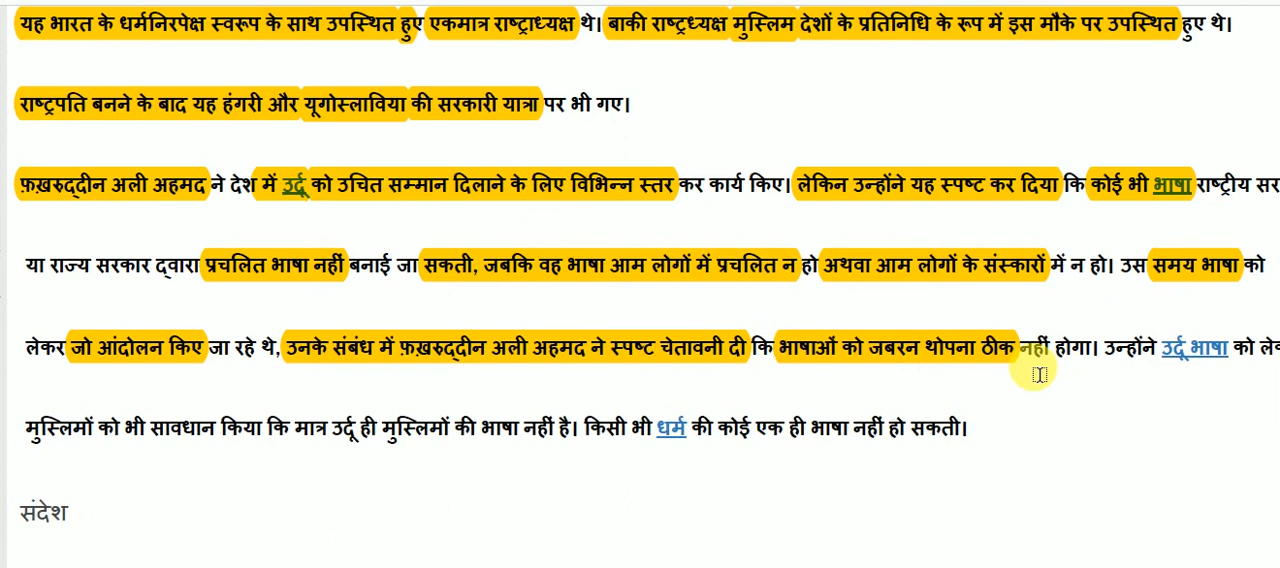 यह भारत के धर्मनिरपेक्ष स्वरूप के साथ उपस्थित हुए एकमात्र राष्ट्राध्यक्ष थे। बाकी राष्ट्रध्यक्ष मुस्लिम देशों के प्रतिनिधि के रूप में इस मौके पर उपस्थित हुए थे।
राष्ट्रपति बनने के बाद यह हंगरी और यूगोस्लाविया की सरकारी यात्रा पर भी गए।
फ़ख़रुद्दीन अली अहमद ने देश में उर्दू को उचित सम्मान दिलाने के लिए विभिन्न स्तर कर कार्य किए। लेकिन उन्होंने यह स्पष्ट कर दिया कि कोई भी भाषा राष्ट्रीय
या राज्य सरकार द्वारा प्रचलित भाषा नहीं बनाई जा सकती, जबकि वह भाषा आम लोगों में प्रचलित न हो अथवा आम लोगों के संस्कारों में न हो। उस समय भाषा को
लेकर जो आंदोलन किए जा रहे थे, उनके संबंध में फ़ख़रुद्दीन अली अहमद ने स्पष्ट चेतावनी दी कि भाषाओं को जबरन थोपना ठीक नहीं होगा। उन्होंने उर्दू भाषा को
मुस्लिमों को भी सावधान किया कि मात्र उर्दू ही मुस्लिमों की भाषा नहीं है। किसी भी धर्म की कोई एक ही भाषा नहीं हो सकती।
संदेश